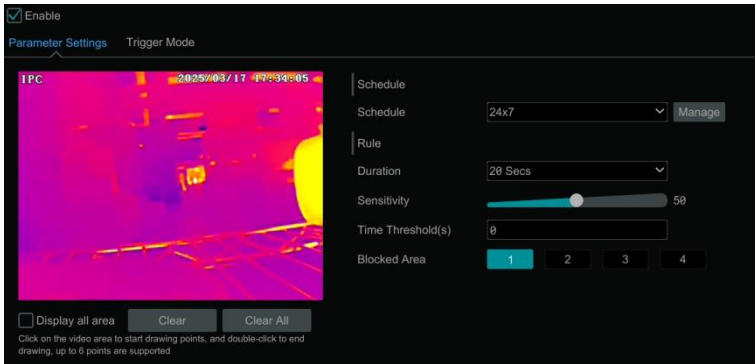 Enable
Parameter Settings Trigger Mode
IPC 2025/03/17 17:34:05
Schedule
Schedule 24x7 Manage
Rule
Duration 20 Secs
Sensitivity 50
Time Threshold(s) 0
Blocked Area 1 2 3 4
Display all area Clear Clear All
Click on the video area to start drawing points, and double-click to end
drawing, up to 6 points are supported